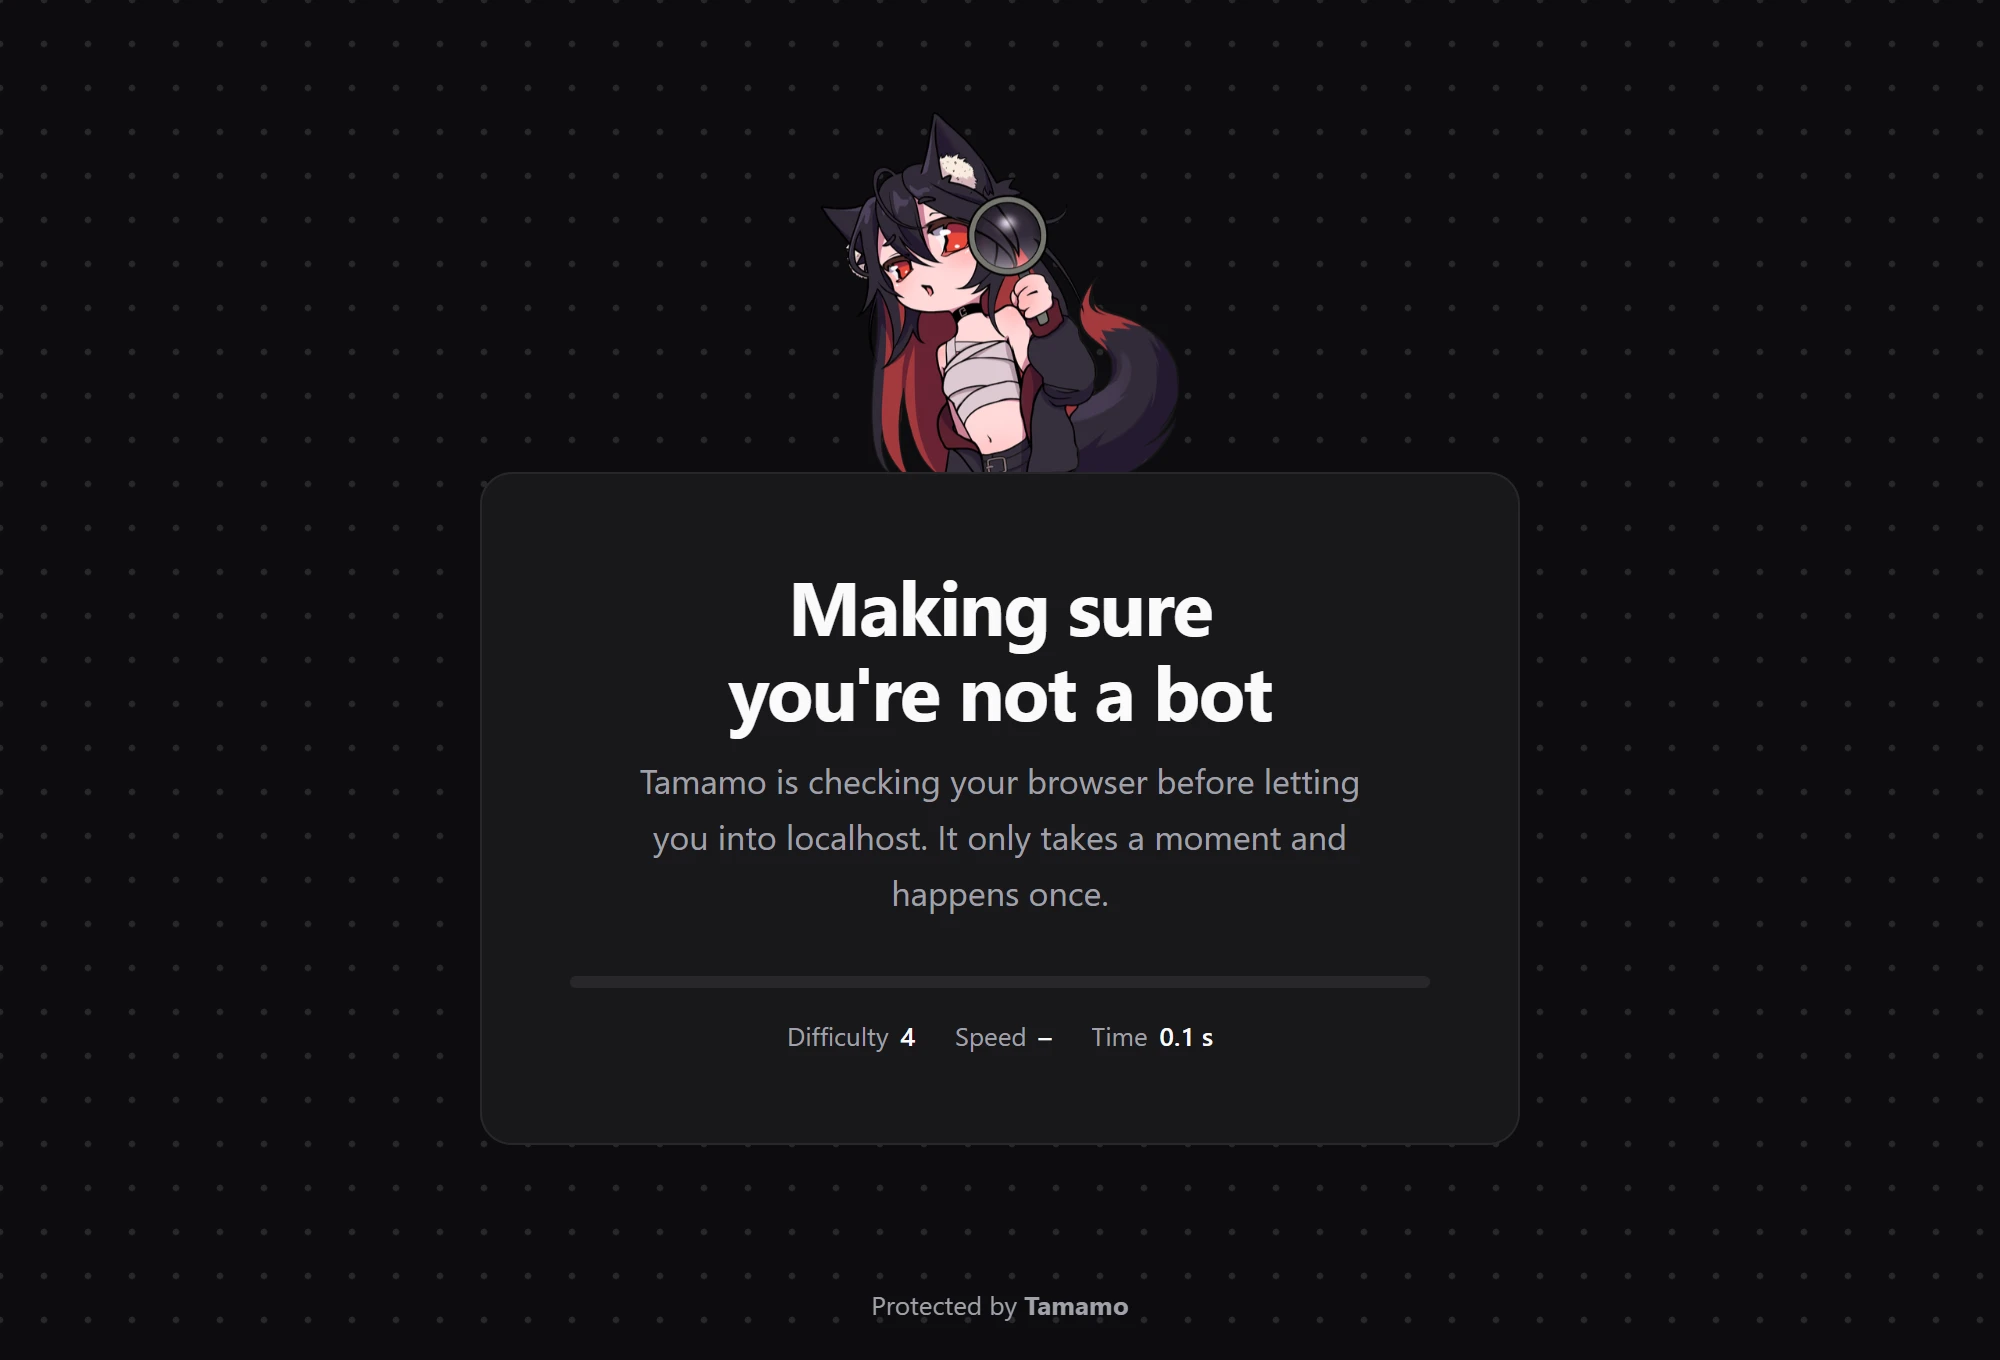 Making sure
you're not a bot
Tamamo is checking your browser before letting
you into localhost. It only takes a moment and
happens once.
Difficulty 4 Speed – Time 0.1 s
Protected by Tamamo